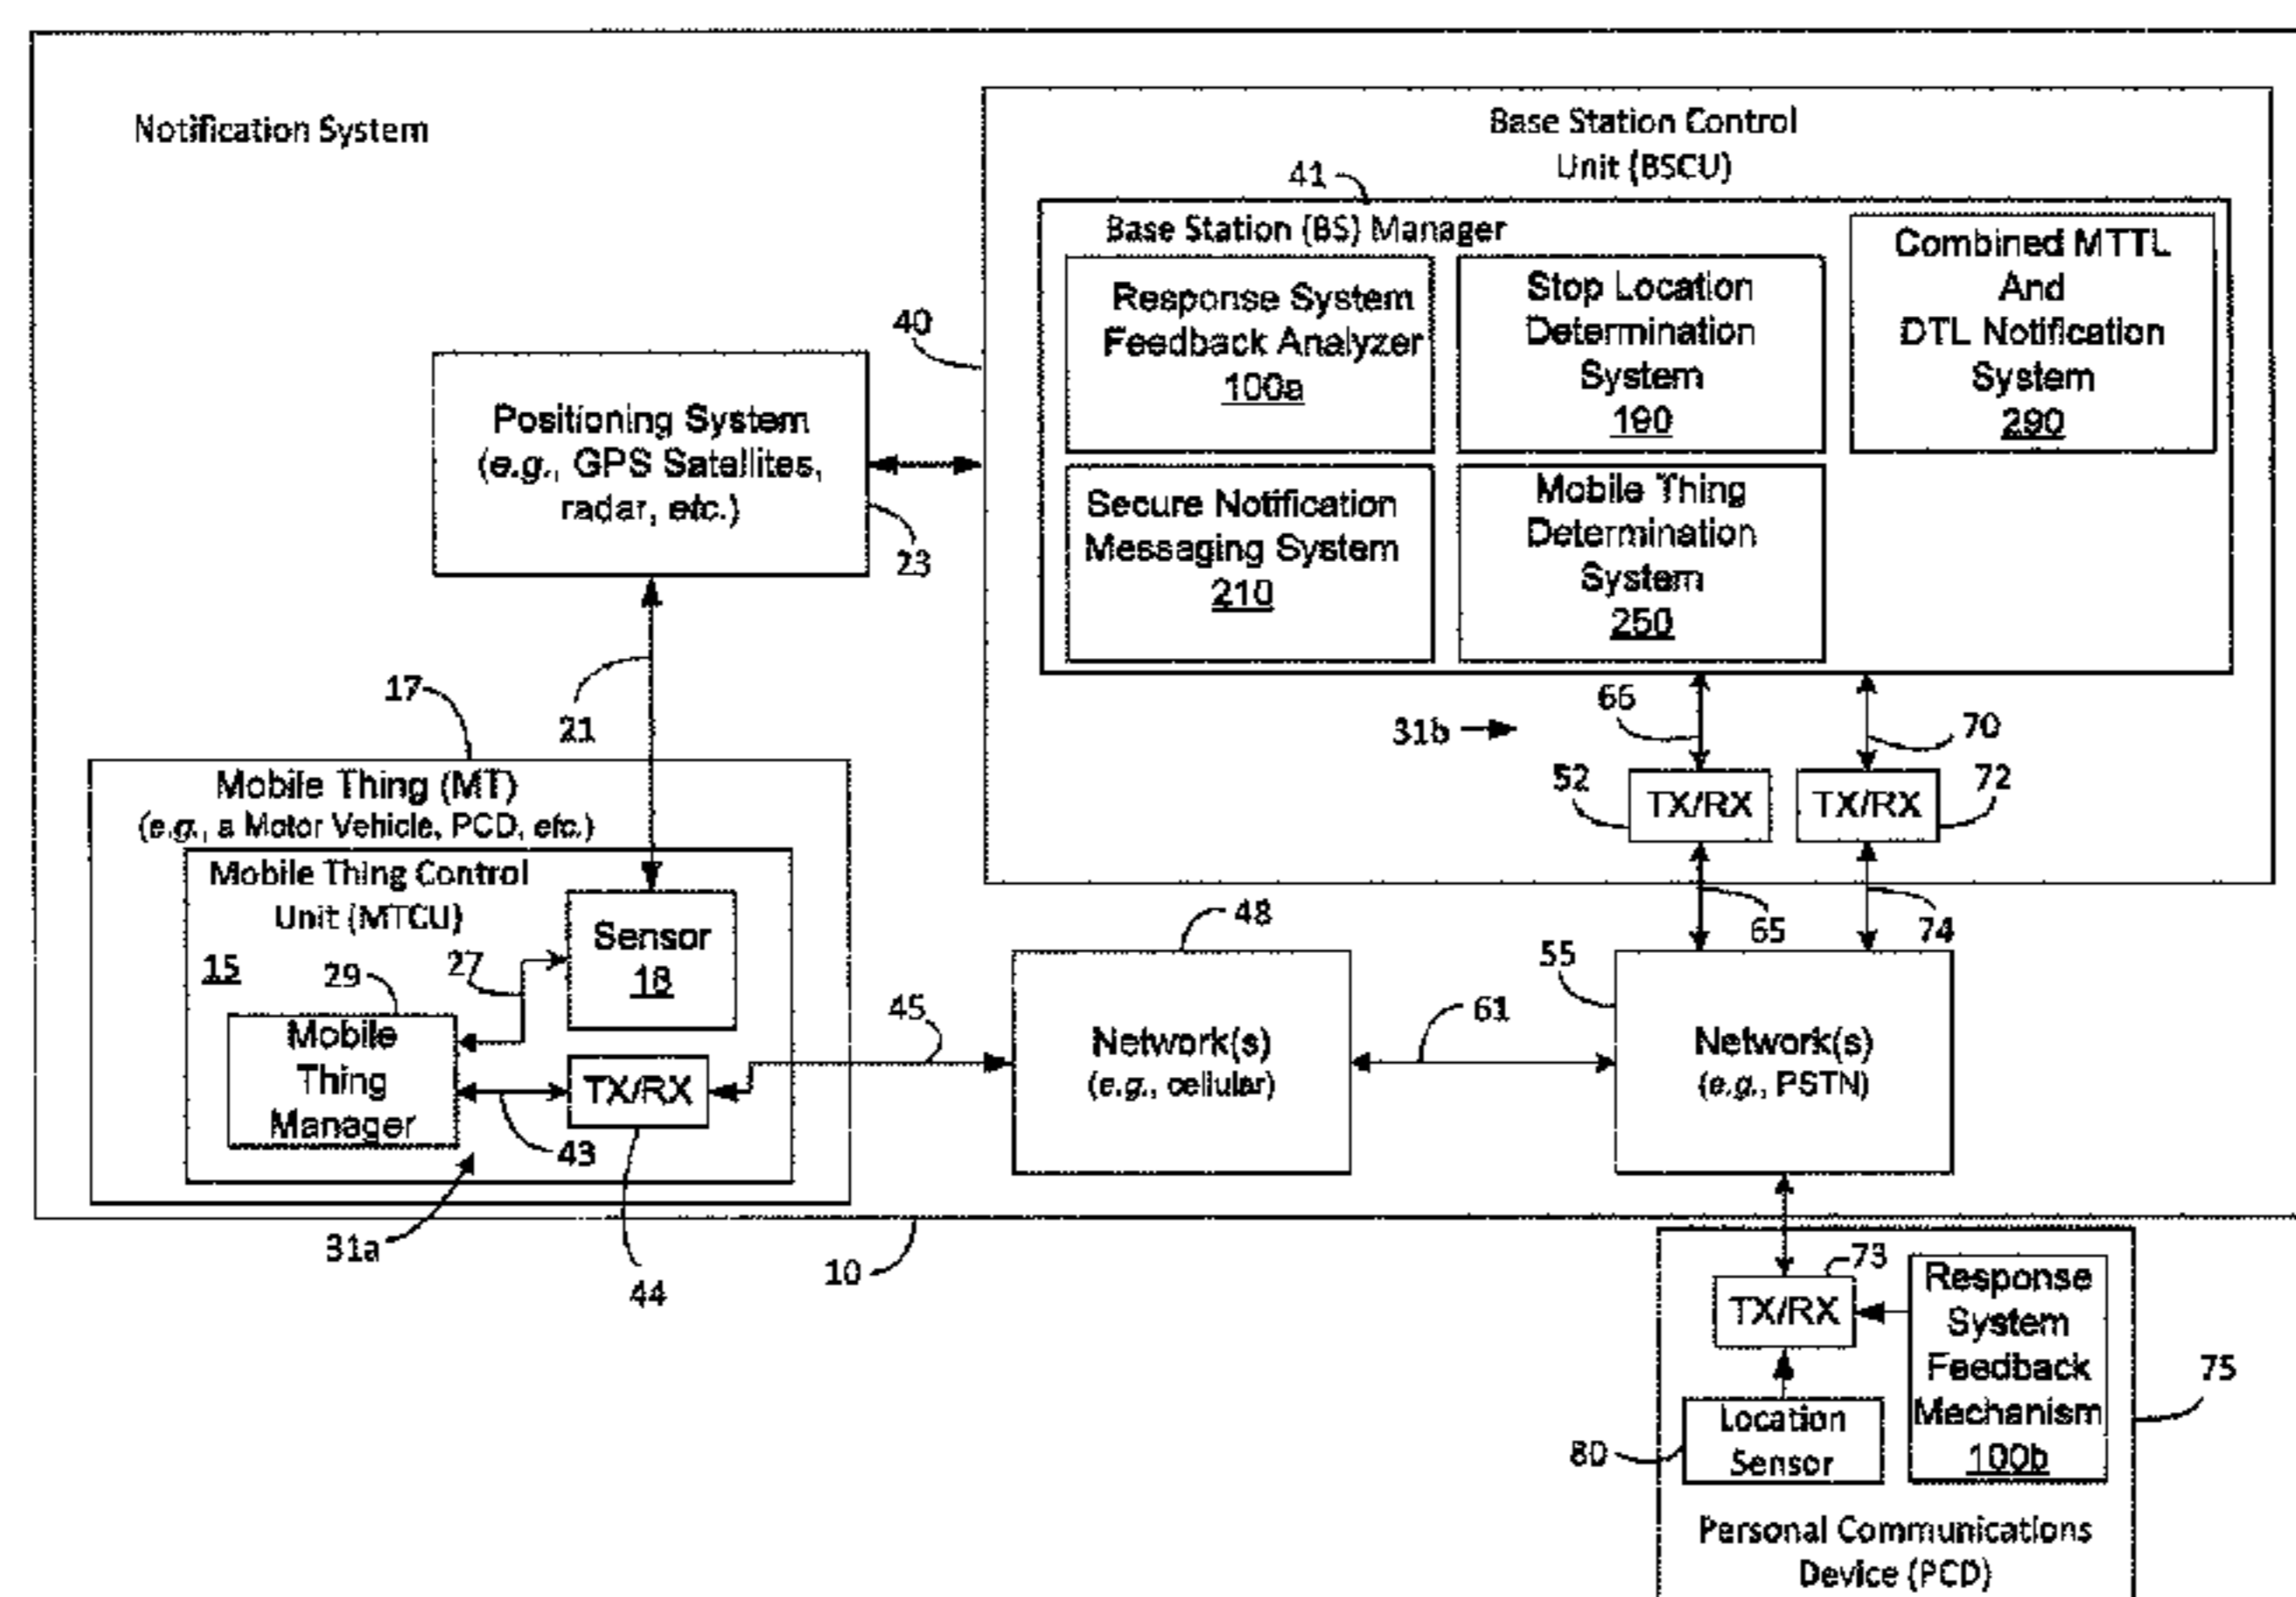 Notification System
Base Station Control
Unit (BSCU)
41
Base Station (BS) Manager
Response System
Feedback Analyzer
100a
Stop Location
Determination
System
190
Combined MTTL
And
DTL Notification
System
290
Secure Notification
Messaging System
210
Mobile Thing
Determination
System
250
40
Positioning System
(e.g., GPS Satellites,
radar, etc.)
23
21
17
66
31b
70
52
TX/RX
TX/RX
72
65
74
Mobile Thing (MT)
(e.g., a Motor Vehicle, PCD, etc.)
Mobile Thing Control
Unit (MTCU)
15
29
27
Sensor
18
Mobile
Thing
Manager
TX/RX
43
45
48
Network(s)
(e.g., cellular)
61
55
Network(s)
(e.g., PSTN)
31a
44
10
73
TX/RX
Response
System
Feedback
Mechanism
100b
75
80
Location
Sensor
Personal Communications
Device (PCD)